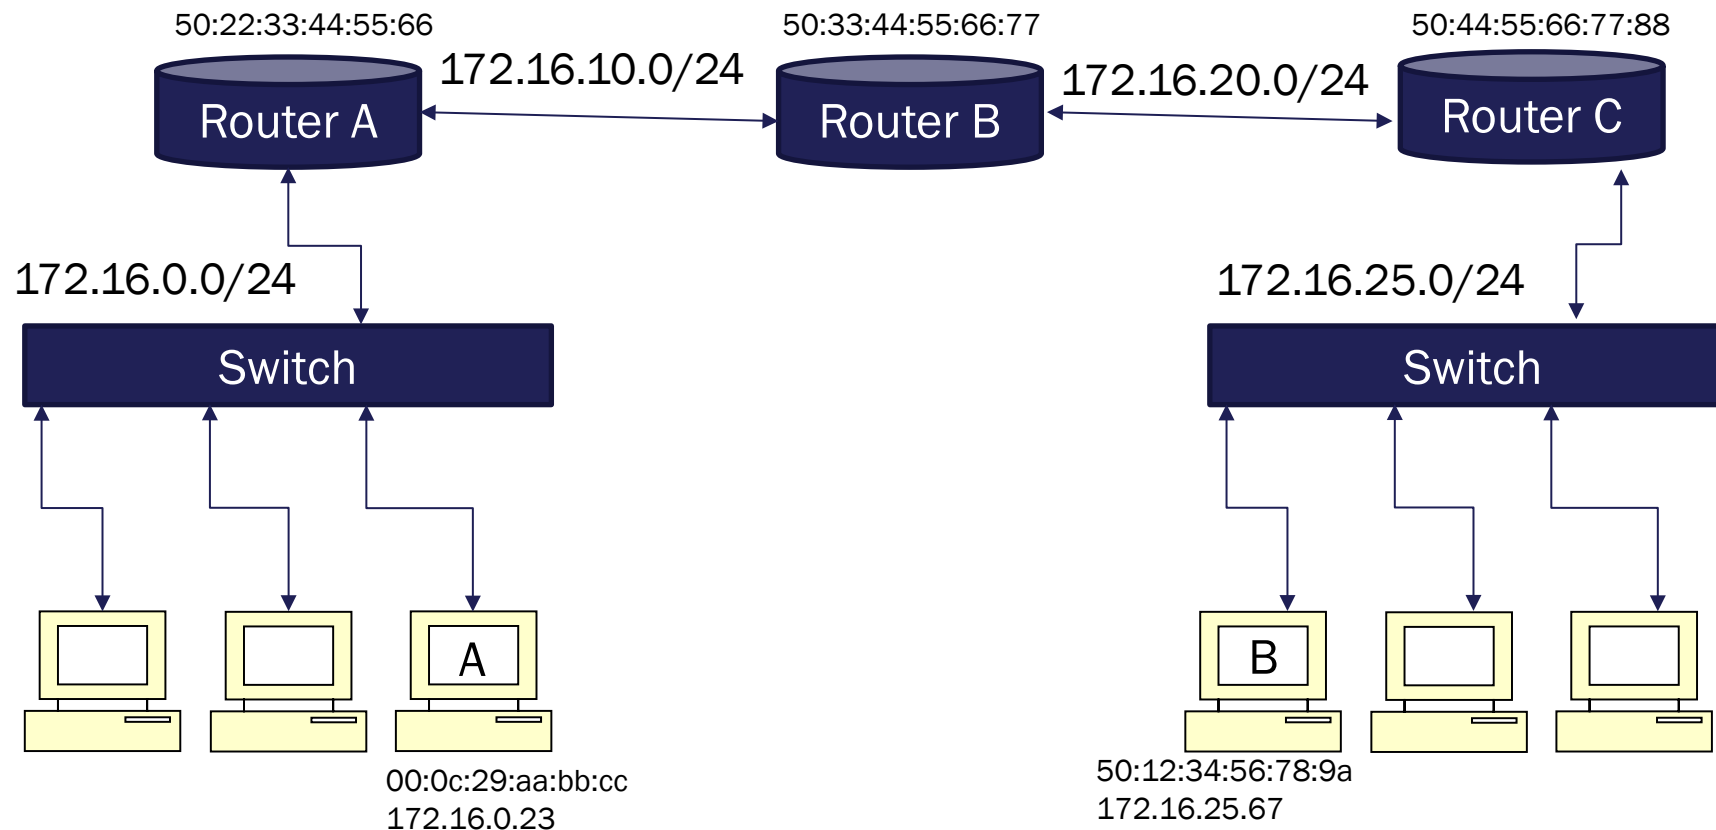 50:22:33:44:55:66
50:33:44:55:66:77
50:44:55:66:77:88
172.16.10.0/24
172.16.20.0/24
Router A
Router B
Router C
172.16.0.0/24
172.16.25.0/24
Switch
Switch
A
B
00:0c:29:aa:bb:cc
172.16.0.23
50:12:34:56:78:9a
172.16.25.67